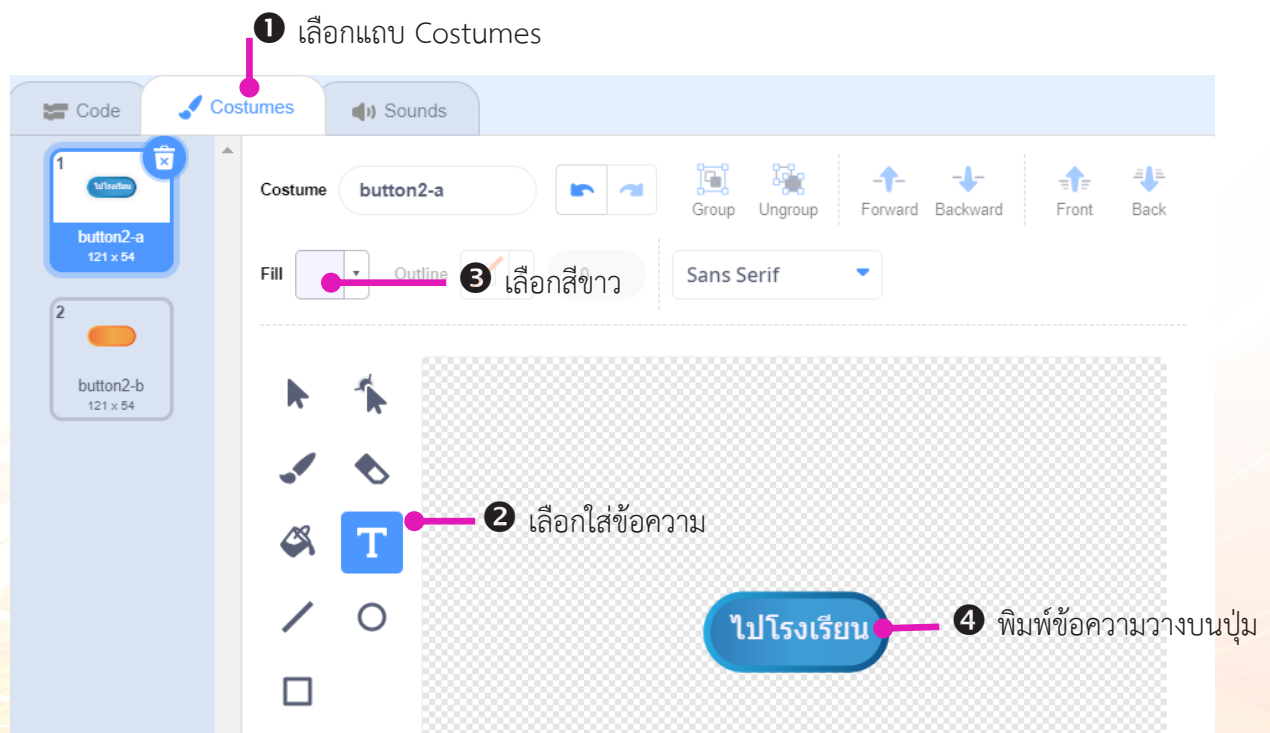 ❶ เลือกแถบ Costumes
Code Costumes Sounds
1
ไปโรงเรียน
button2-a
121 x 54
2
button2-b
121 x 54
Costume button2-a Group Ungroup Forward Backward Front Back
Fill Outline Sans Serif
❸ เลือกสีขาว
❷ เลือกใส่ข้อความ
T
ไปโรงเรียน
❹ พิมพ์ข้อความวางบนปุ่ม